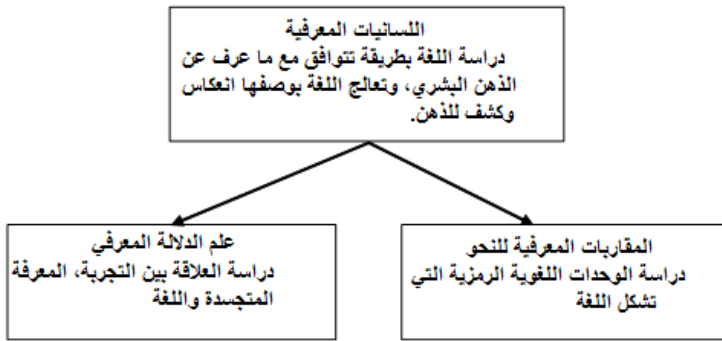 اللسانيات المعرفية
دراسة اللغة بطريقة تتوافق مع ما عرف عن
الذهن البشري، وتعالج اللغة بوصفها انعكاس
وكشف للذهن.
المقاربات المعرفية للنحو
دراسة الوحدات اللغوية الرمزية التي
تشكل اللغة
علم الدلالة المعرفي
دراسة العلاقة بين التجربة، المعرفة
المتجسدة واللغة